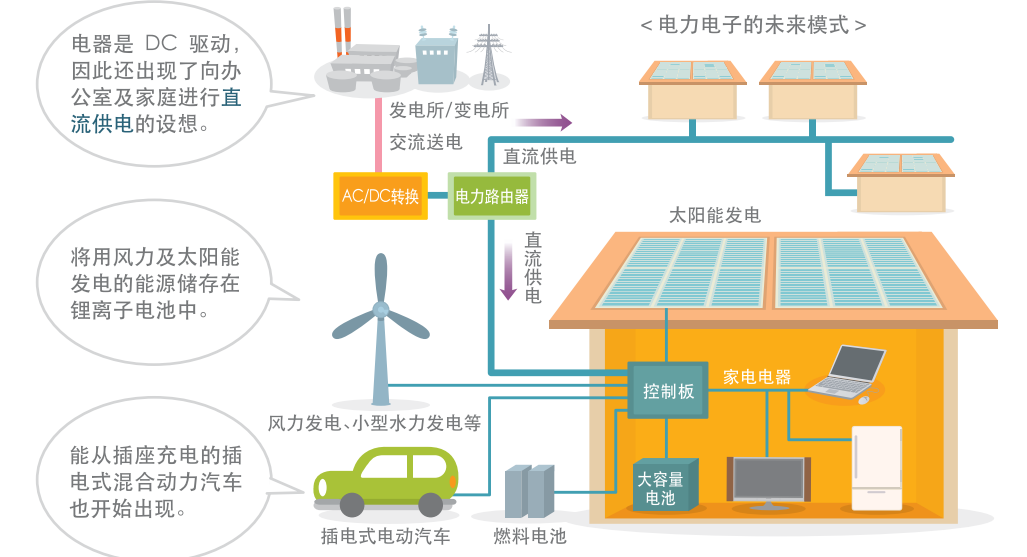 <电力电子的未来模式>
电器是 DC 驱动，
因此还出现了向办
公室及家庭进行直
流供电的设想。
发电所/变电所
交流送电
直流供电
AC/DC转换
电力路由器
太阳能发电
直流供电
将用风力及太阳能
发电的能源储存在
锂离子电池中。
控制板
家电电器
风力发电、小型水力发电等
能从插座充电的插
电式混合动力汽车
也开始出现。
大容量
电池
插电式电动汽车
燃料电池